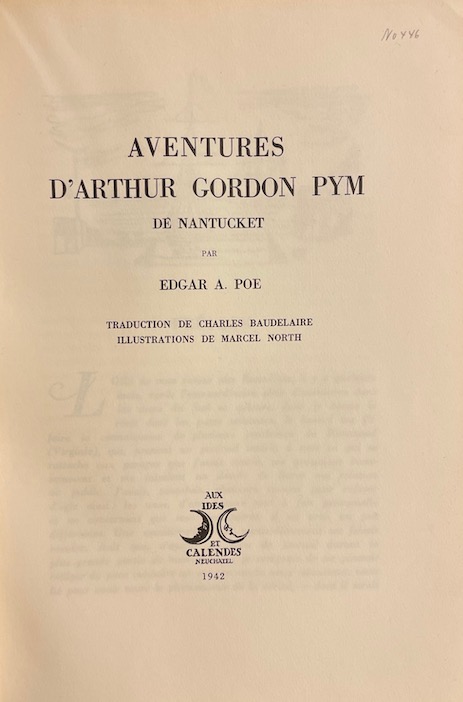 No 446
AVENTURES
D'ARTHUR GORDON PYM
DE NANTUCKET
PAR
EDGAR A. POE
TRADUCTION DE CHARLES BAUDELAIRE
ILLUSTRATIONS DE MARCEL NORTH
AUX
IDES
ET
CALENDES
NEUCHATEL
1942